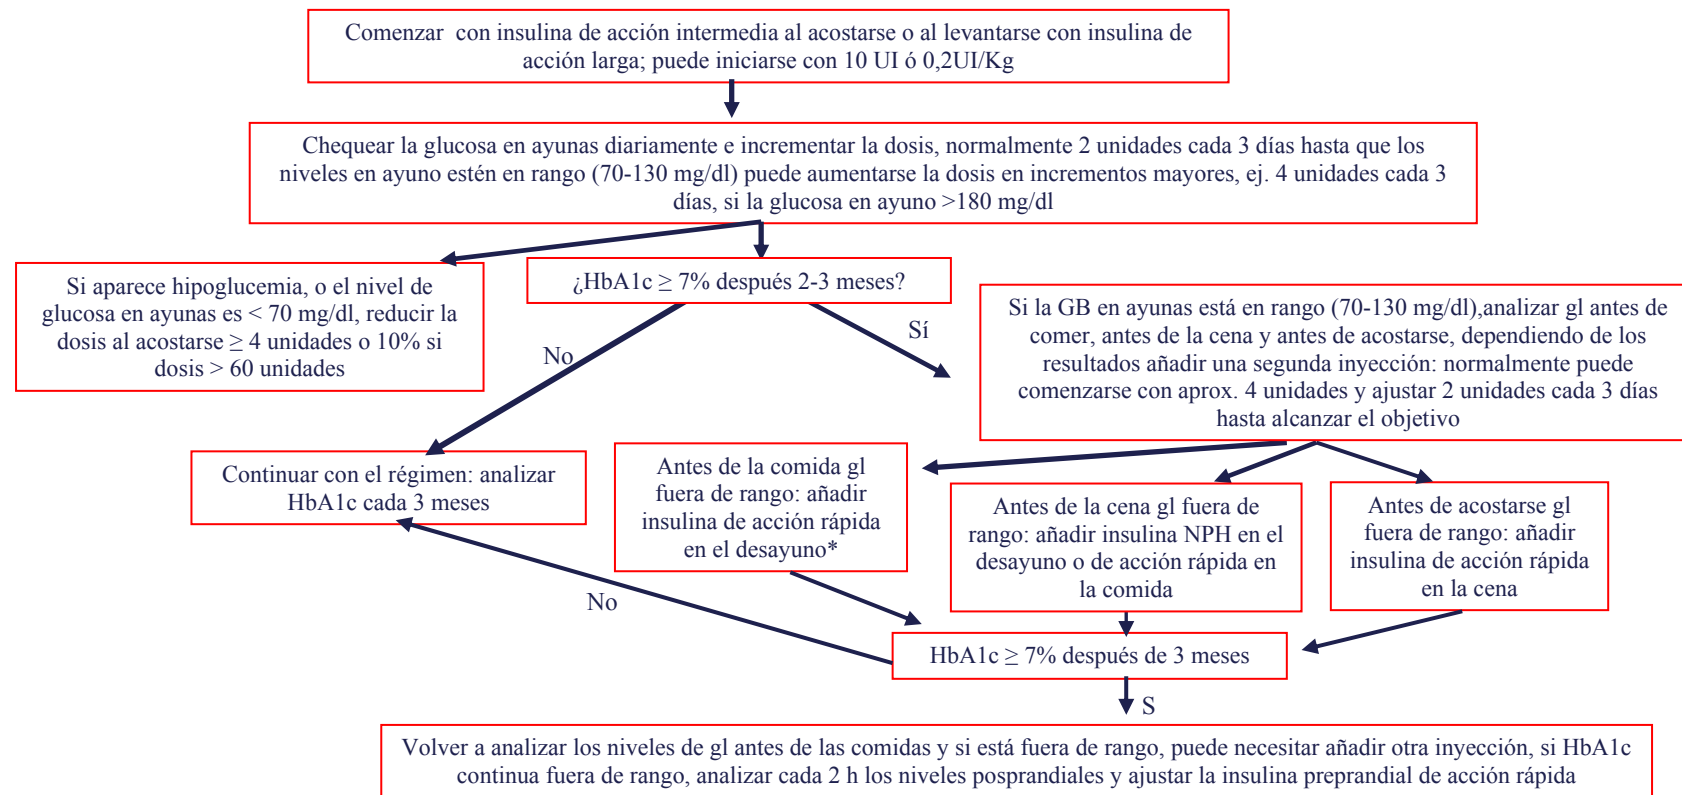 Comenzar con insulina de acción intermedia al acostarse o al levantarse con insulina de
acción larga; puede iniciarse con 10 UI ó 0,2UI/Kg
Chequear la glucosa en ayunas diariamente e incrementar la dosis, normalmente 2 unidades cada 3 días hasta que los
niveles en ayuno estén en rango (70-130 mg/dl) puede aumentarse la dosis en incrementos mayores, ej. 4 unidades cada 3
días, si la glucosa en ayuno >180 mg/dl
Si aparece hipoglucemia, o el nivel de
glucosa en ayunas es < 70 mg/dl, reducir la
dosis al acostarse ≥ 4 unidades o 10% si
dosis > 60 unidades
¿HbA1c ≥ 7% después 2-3 meses?
No
Sí
Si la GB en ayunas está en rango (70-130 mg/dl),analizar gl antes de
comer, antes de la cena y antes de acostarse, dependiendo de los
resultados añadir una segunda inyección: normalmente puede
comenzarse con aprox. 4 unidades y ajustar 2 unidades cada 3 días
hasta alcanzar el objetivo
Continuar con el régimen: analizar
HbA1c cada 3 meses
Antes de la comida gl
fuera de rango: añadir
insulina de acción rápida
en el desayuno*
Antes de la cena gl fuera de
rango: añadir insulina NPH en el
desayuno o de acción rápida en
la comida
Antes de acostarse gl
fuera de rango: añadir
insulina de acción rápida
en la cena
No
HbA1c ≥ 7% después de 3 meses
S
Volver a analizar los niveles de gl antes de las comidas y si está fuera de rango, puede necesitar añadir otra inyección, si HbA1c
continua fuera de rango, analizar cada 2 h los niveles posprandiales y ajustar la insulina preprandial de acción rápida